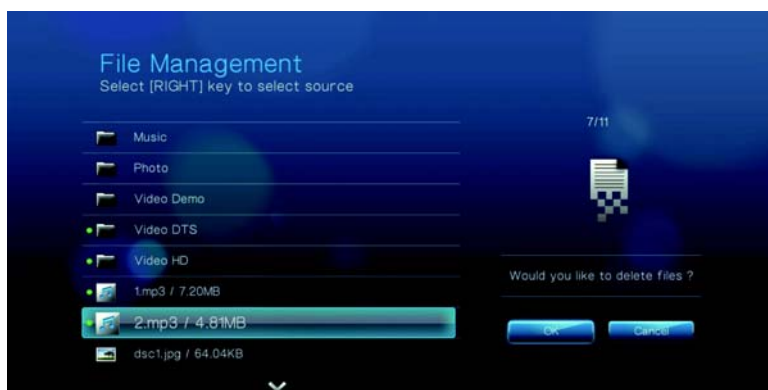 File Management
Select [RIGHT] key to select source
Music
Photo
Video Demo
Video DTS
Video HD
1.mp3 / 7.20MB
2.mp3 / 4.81MB
dsc1.jpg / 64.04KB
7/11
Would you like to delete files ?
OK
Cancel